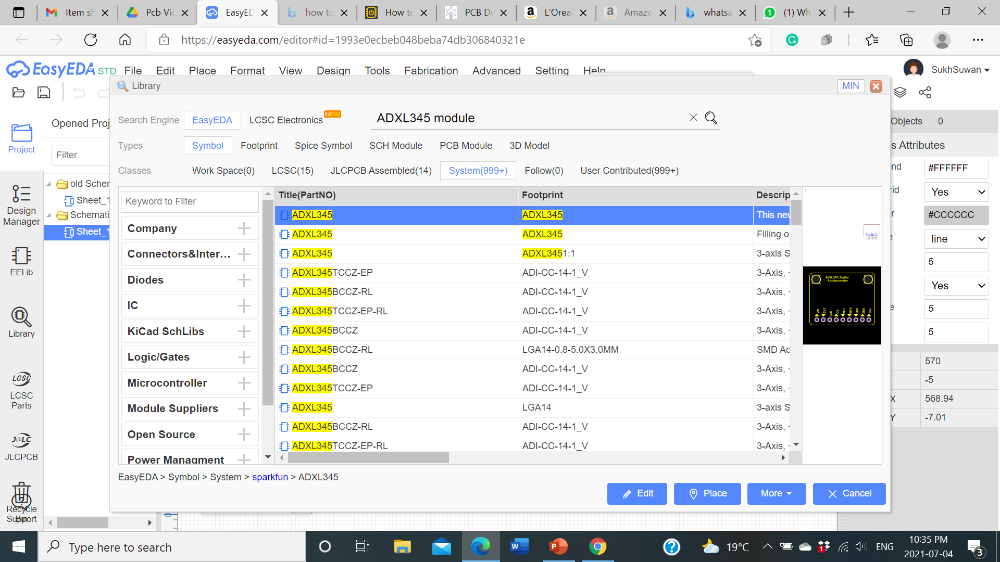 Item sh
Pcb Vic
EasyED
how to
How to
PCB De
L'Oreal
Amazo
whatsa
(1) Wh
https://easyeda.com/editor#id=1993e0ecbeb048beba74db306840321e
EasyEDA STD File Edit Place Format View Design Tools Fabrication Advanced Setting Help
SukhSuwan
Library
MIN
Project
Design Manager
EELib
Library
LCSC Parts
JLCPCB
Recycle Bin
Support
Opened Proj
Filter
old Schem
Sheet_1
Schemati
Sheet_1
Search Engine EasyEDA LCSC Electronics NEW
ADXL345 module
Types Symbol Footprint Spice Symbol SCH Module PCB Module 3D Model
Classes Work Space(0) LCSC(15) JLCPCB Assembled(14) System(999+) Follow(0) User Contributed(999+)
Keyword to Filter
Company
Connectors&Inter...
Diodes
IC
KiCad SchLibs
Logic/Gates
Microcontroller
Module Suppliers
Open Source
Power Managment
Title(PartNO) Footprint Descrip
ADXL345 ADXL345 This nev
ADXL345 ADXL345 Filling o
ADXL345 ADXL3451:1 3-axis S
ADXL345TCCZ-EP ADI-CC-14-1_V 3-Axis,
ADXL345BCCZ-RL ADI-CC-14-1_V 3-Axis,
ADXL345TCCZ-EP-RL ADI-CC-14-1_V 3-Axis,
ADXL345BCCZ ADI-CC-14-1_V 3-Axis,
ADXL345BCCZ-RL LGA14-0.8-5.0X3.0MM SMD Ac
ADXL345BCCZ ADI-CC-14-1_V 3-Axis,
ADXL345TCCZ-EP ADI-CC-14-1_V 3-Axis,
ADXL345 LGA14 3-axis S
ADXL345BCCZ-RL ADI-CC-14-1_V 3-Axis,
ADXL345TCCZ-EP-RL ADI-CC-14-1_V 3-Axis,
ADXL345 Digital
Accelerometer
VIN 3V3 GND CS INT1 INT2 SDO SDA SCL
EasyEDA > Symbol > System > sparkfun > ADXL345
Edit Place More Cancel
Objects 0
s Attributes
nd #FFFFFF
rid Yes
r #CCCCCC
e line
5
Yes
e 5
5
570
-5
X 568.94
Y -7.01
Type here to search
19°C
1
ENG
10:35 PM
2021-07-04
3